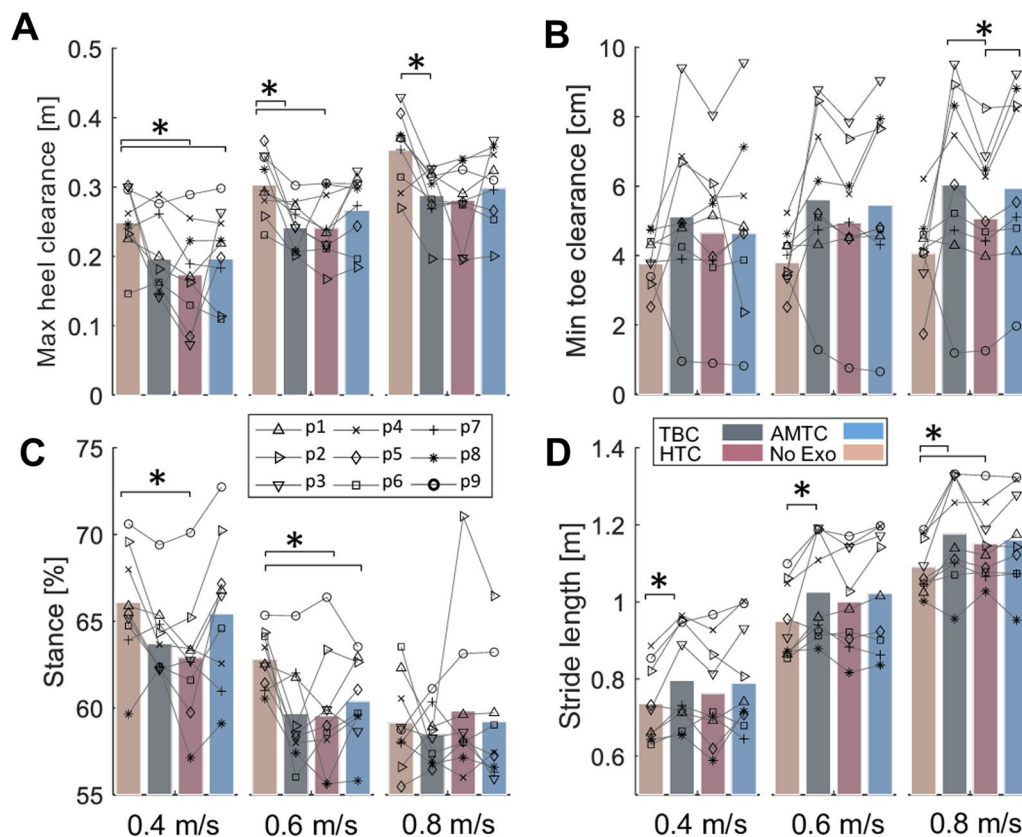 A
B
Max heel clearance [m]
0.5
0.4
0.3
0.2
0.1
0
*
*
*
Min toe clearance [cm]
10
8
6
4
2
0
*
C
D
Stance [%]
75
70
65
60
55
*
*
p1 p4 p7
p2 p5 p8
p3 p6 p9
TBC AMTC
HTC No Exo
Stride length [m]
1.4
1.2
1
0.8
0.6
*
*
*
0.4 m/s 0.6 m/s 0.8 m/s
0.4 m/s 0.6 m/s 0.8 m/s